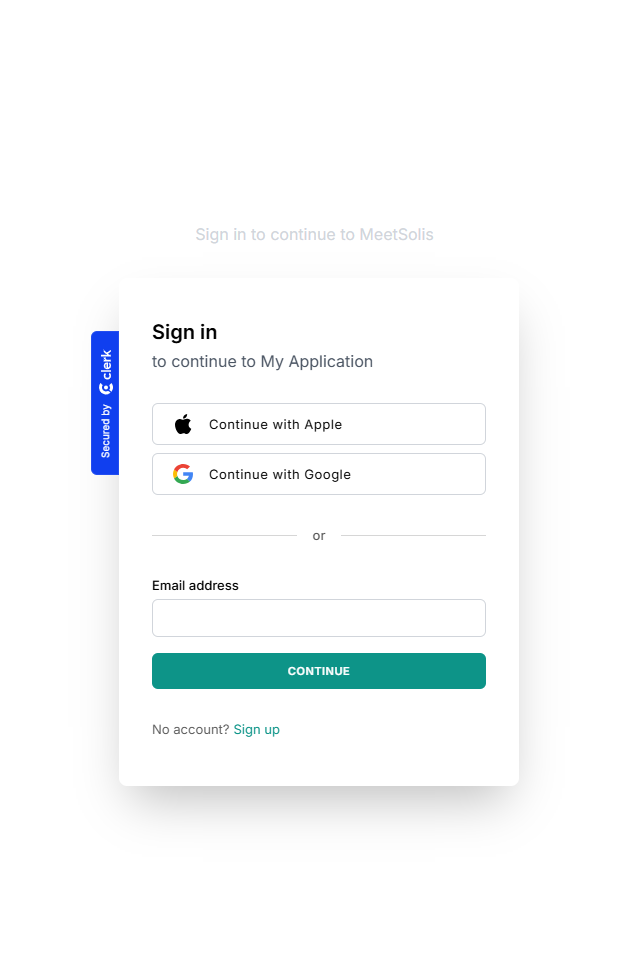 Sign in to continue to MeetSolis
Sign in
to continue to My Application
Secured by clerk
Continue with Apple
Continue with Google
or
Email address
CONTINUE
No account? Sign up